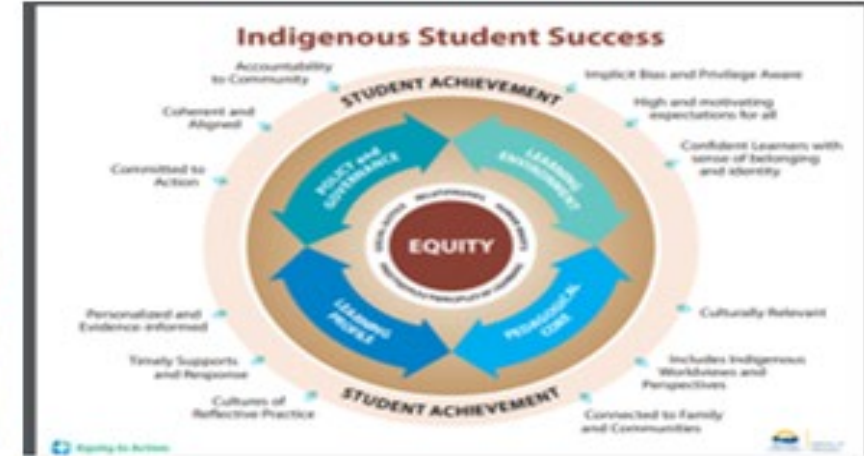 Indigenous Student Success
Accountability
to Community
Coherent and
Aligned
Committed to
Action
STUDENT ACHIEVEMENT
Implicit Bias and Privilege Aware
High and motivating
expectations for all
Confident Learners with
sense of belonging
and identity
POLICY and
GOVERNANCE
LEARNING
ENVIRONMENT
RELATIONSHIPS
EQUITY
LEARNING
PROFILE
PEDAGOGICAL
CORE
Personalized and
Evidence-informed
Timely Supports
and Response
Cultures of
Reflective Practice
STUDENT ACHIEVEMENT
Culturally Relevant
Includes Indigenous
Worldviews and
Perspectives
Connected to Family
and Communities
Equity in Action